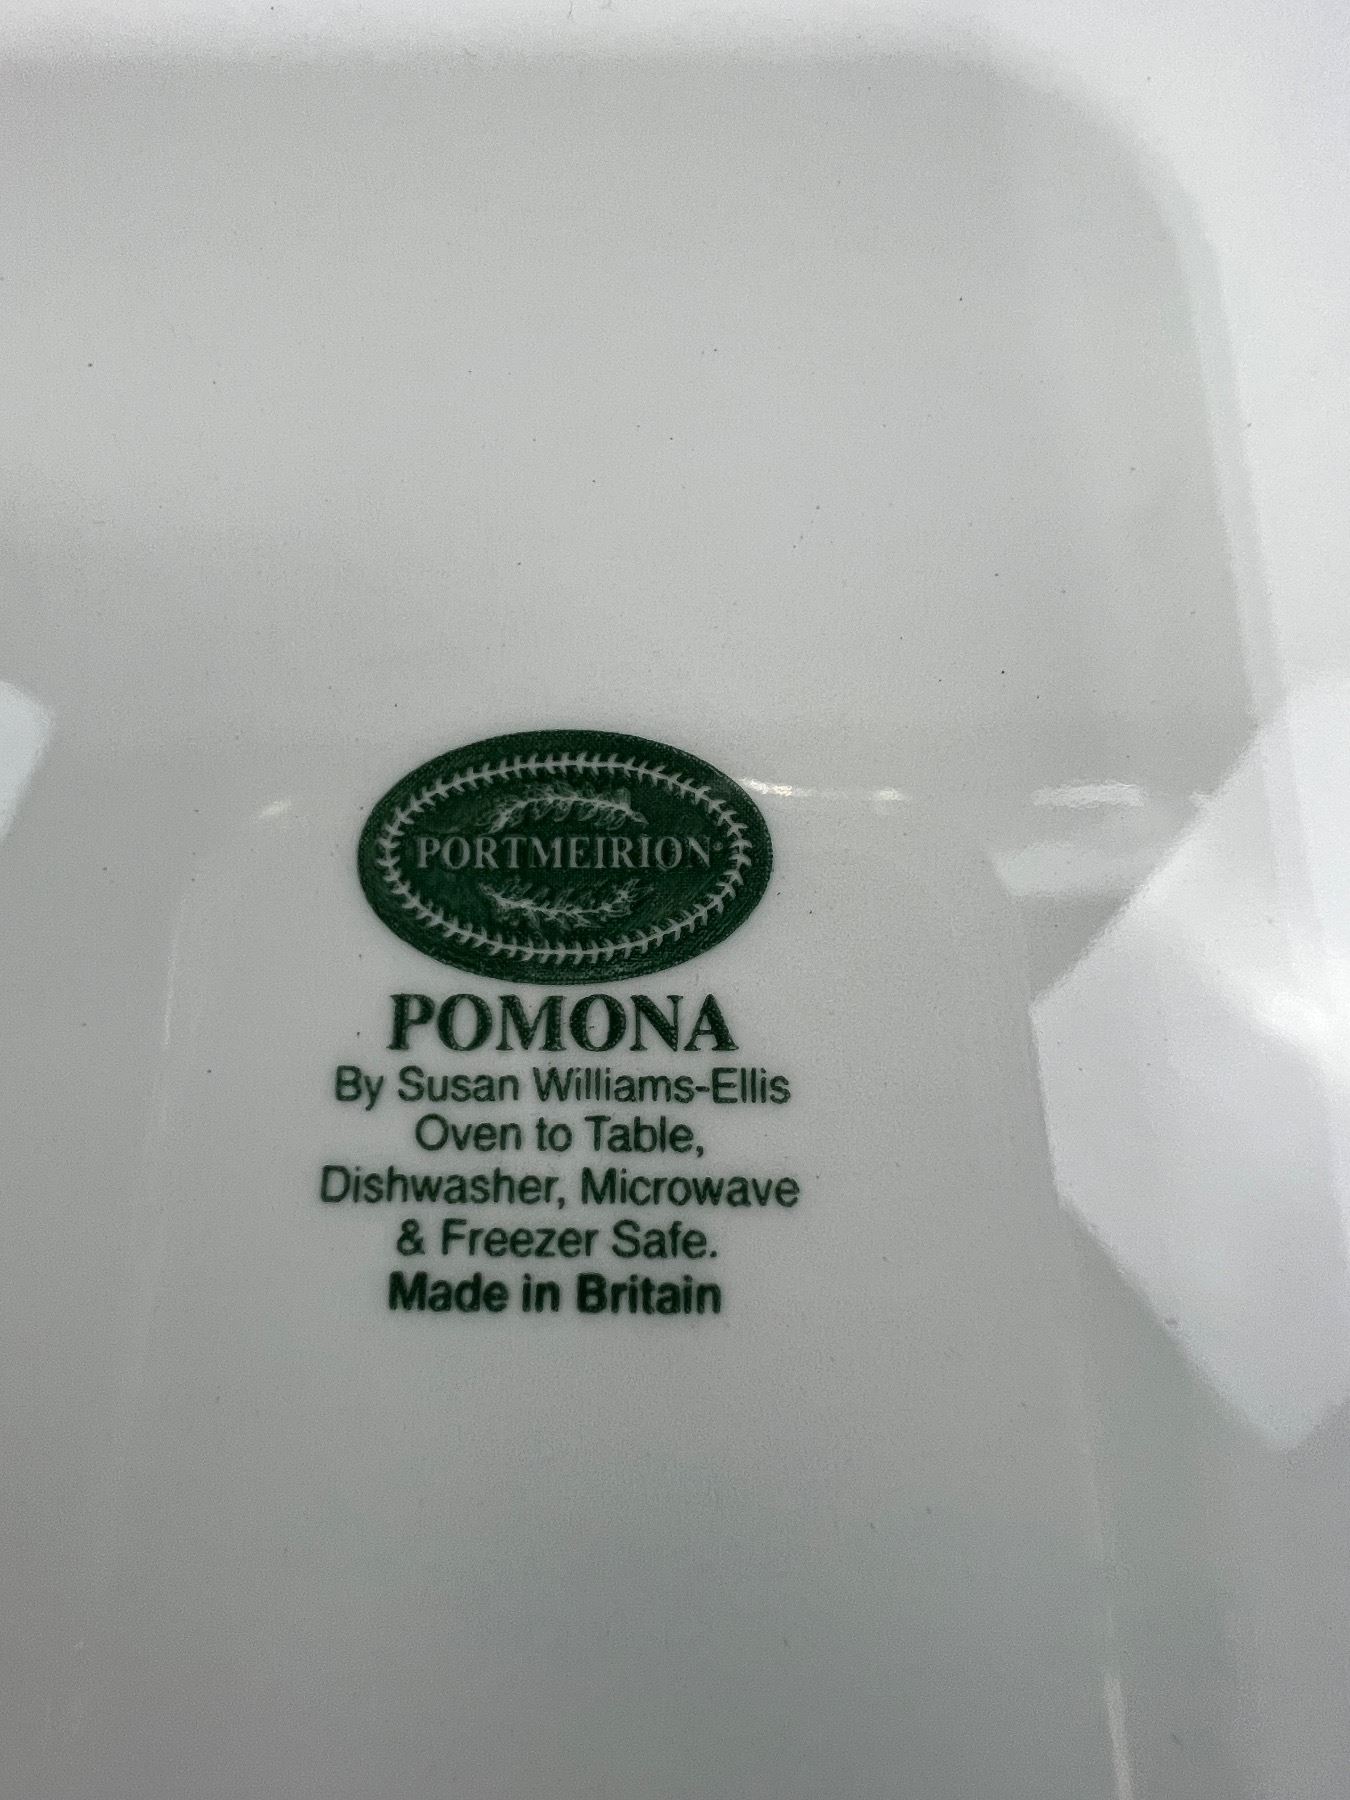 PORTMEIRION®
POMONA
By Susan Williams-Ellis
Oven to Table,
Dishwasher, Microwave
& Freezer Safe.
Made in Britain